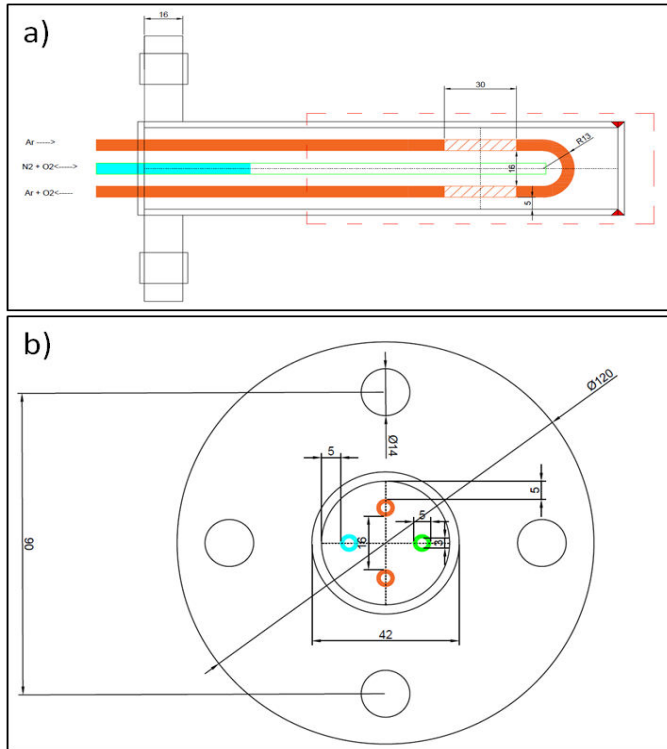 a)
16
30
R13
Ar ----->
N2 + O2<----->
16
Ar + O2<-----
5
b)
Ø120
Ø14
5
5
5
90
16
3
42